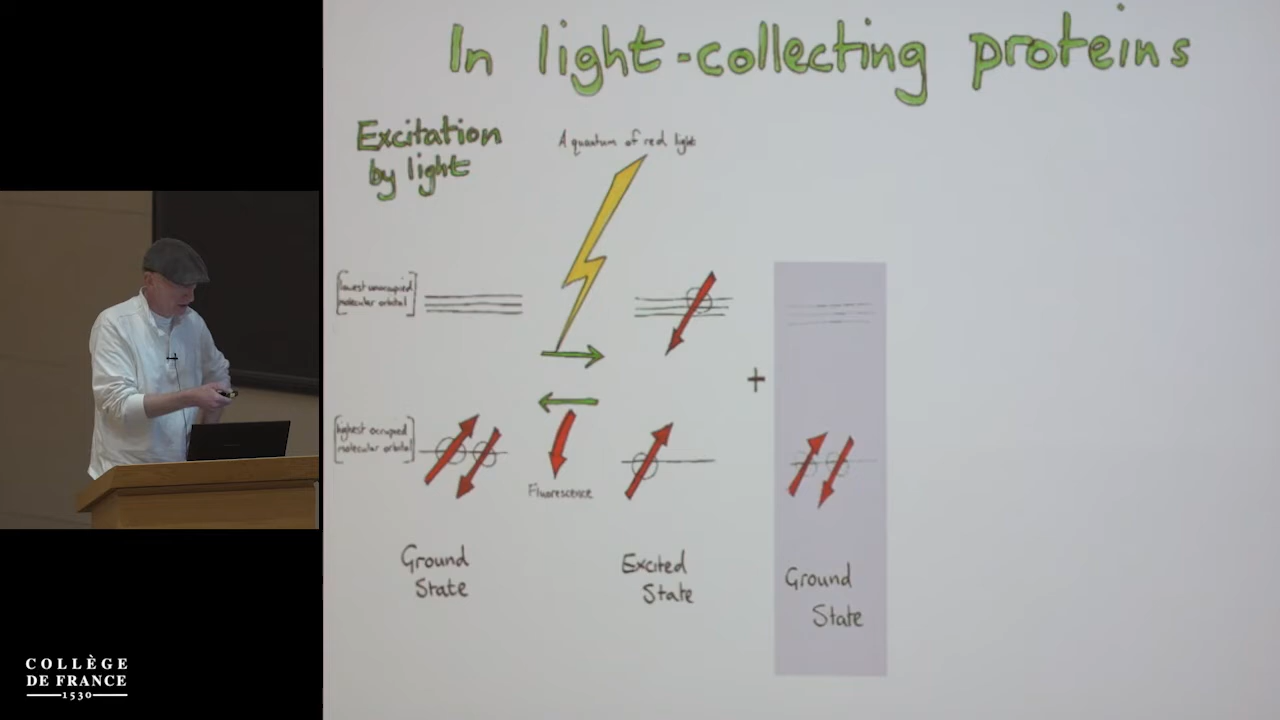 In light-collecting proteins
Excitation
by light
A quantum of red light
[lowest unoccupied
molecular orbital]
+
[highest occupied
molecular orbital]
Fluorescence
Ground
State
Excited
State
Ground
State
COLLÈGE
DE FRANCE
1530